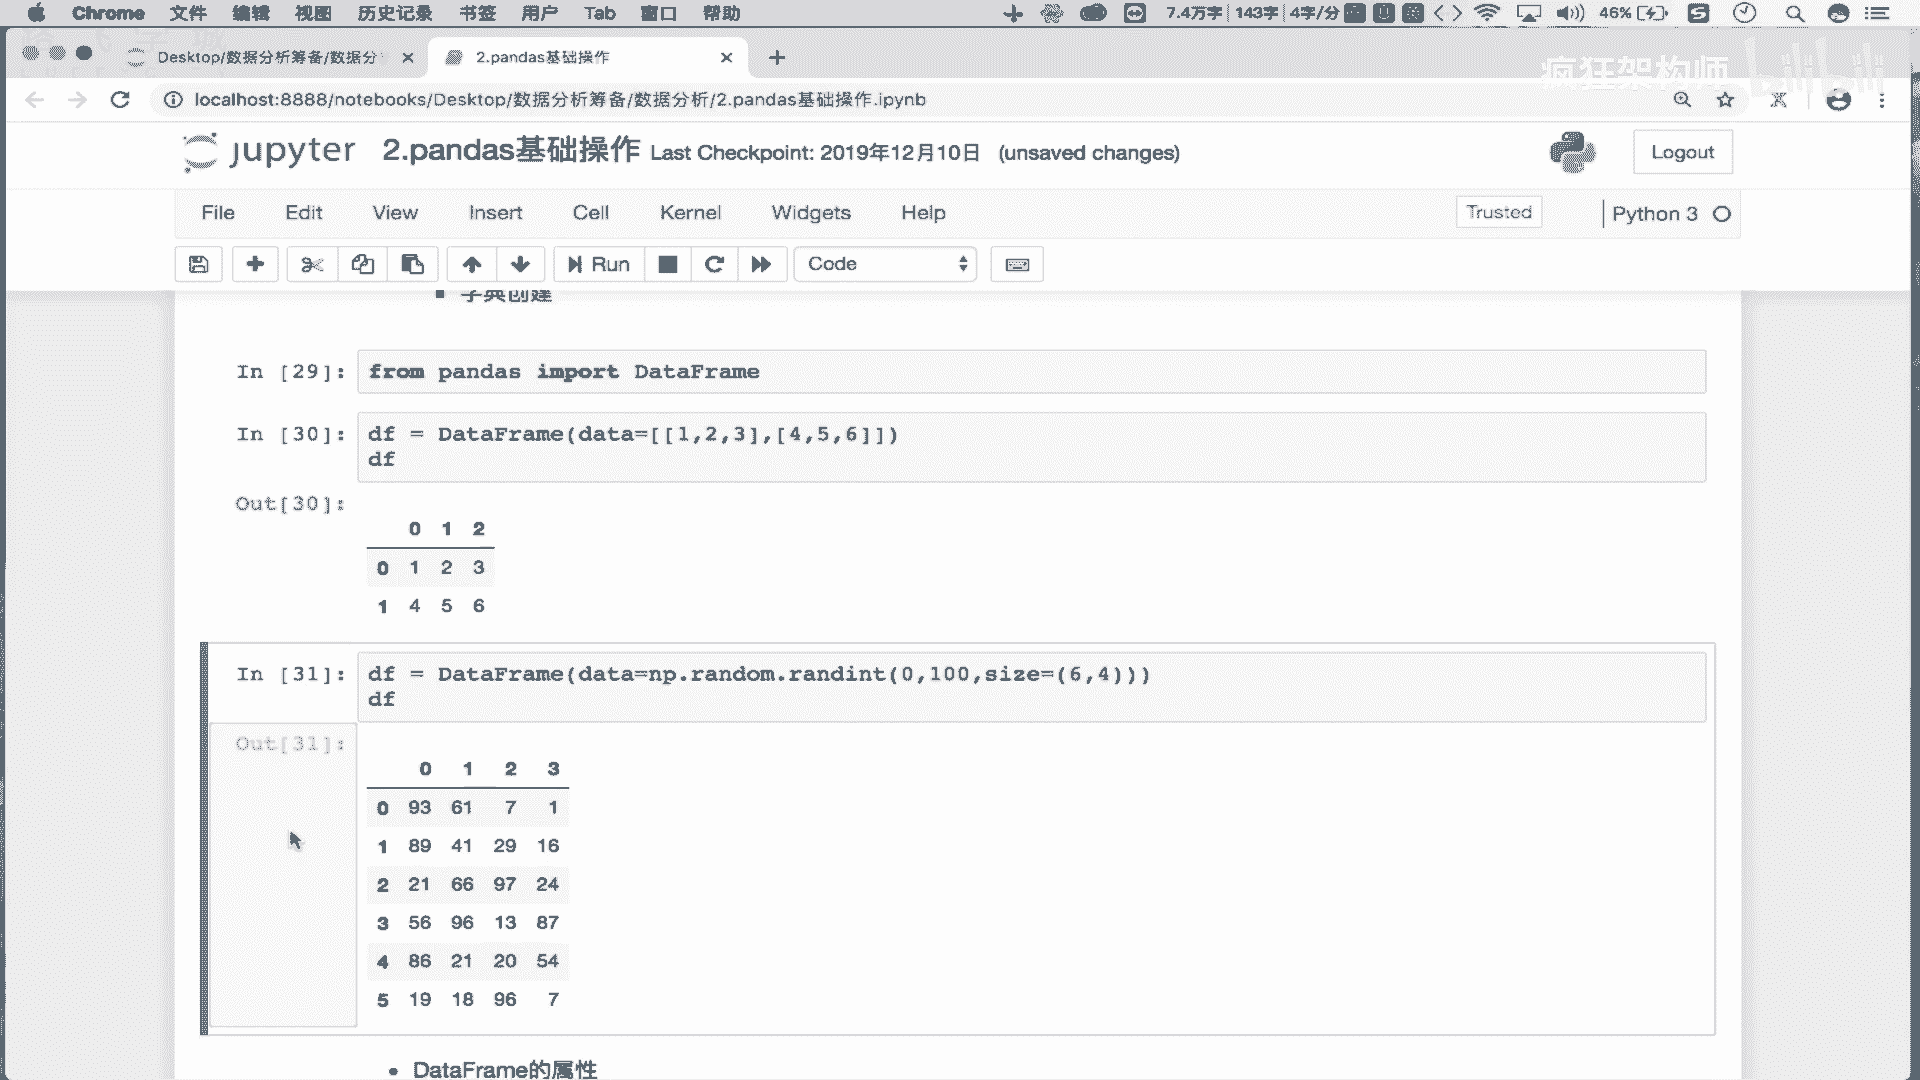 Chrome 文件 编辑 视图 历史记录 书签 用户 Tab 窗口 帮助 7.4万字 143字 4字/分 46%
Desktop/数据分析筹备/数据分
2.pandas基础操作
疯狂架构师 bilibili
localhost:8888/notebooks/Desktop/数据分析筹备/数据分析/2.pandas基础操作.ipynb
jupyter 2.pandas基础操作 Last Checkpoint: 2019年12月10日 (unsaved changes)
Logout
File Edit View Insert Cell Kernel Widgets Help Trusted Python 3
Run Code
字典创建
In [29]: from pandas import DataFrame
In [30]: df = DataFrame(data=[[1,2,3],[4,5,6]])
df
Out[30]:
0 1 2
0 1 2 3
1 4 5 6
In [31]: df = DataFrame(data=np.random.randint(0,100,size=(6,4)))
df
Out[31]:
0 1 2 3
0 93 61 7 1
1 89 41 29 16
2 21 66 97 24
3 56 96 13 87
4 86 21 20 54
5 19 18 96 7
DataFrame的属性